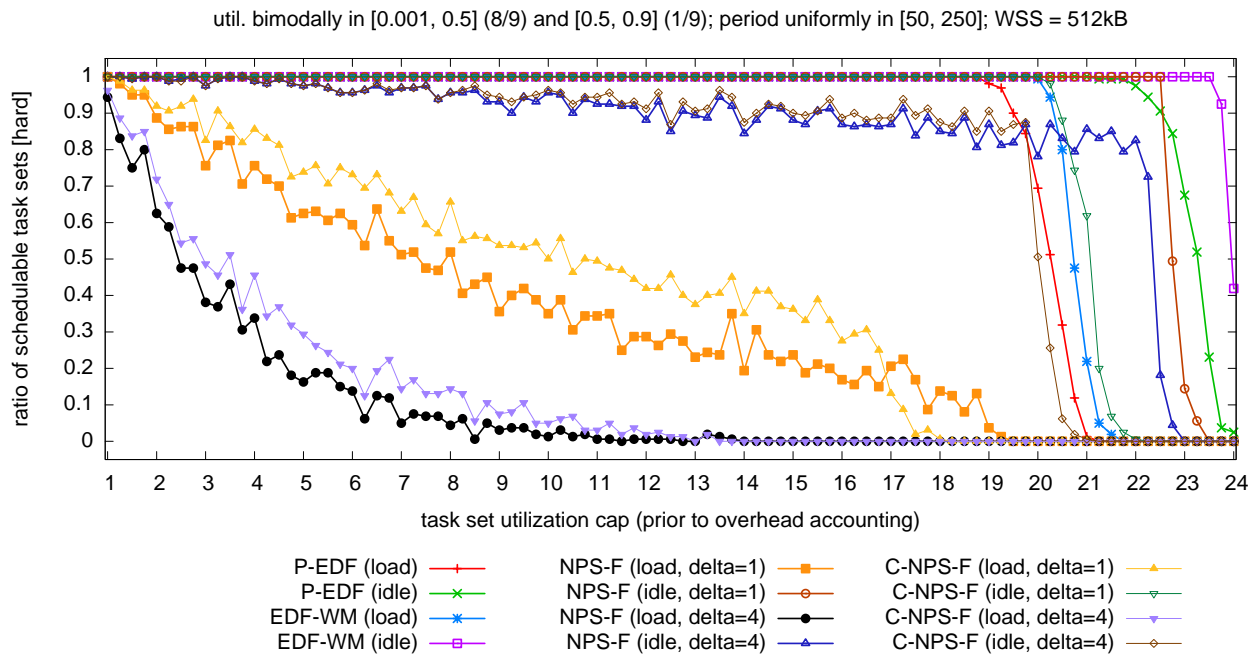 util. bimodally in [0.001, 0.5] (8/9) and [0.5, 0.9] (1/9); period uniformly in [50, 250]; WSS = 512kB
ratio of schedulable task sets [hard]
1
0.9
0.8
0.7
0.6
0.5
0.4
0.3
0.2
0.1
0
1 2 3 4 5 6 7 8 9 10 11 12 13 14 15 16 17 18 19 20 21 22 23 24
task set utilization cap (prior to overhead accounting)
P-EDF (load) NPS-F (load, delta=1) C-NPS-F (load, delta=1)
P-EDF (idle) NPS-F (idle, delta=1) C-NPS-F (idle, delta=1)
EDF-WM (load) NPS-F (load, delta=4) C-NPS-F (load, delta=4)
EDF-WM (idle) NPS-F (idle, delta=4) C-NPS-F (idle, delta=4)